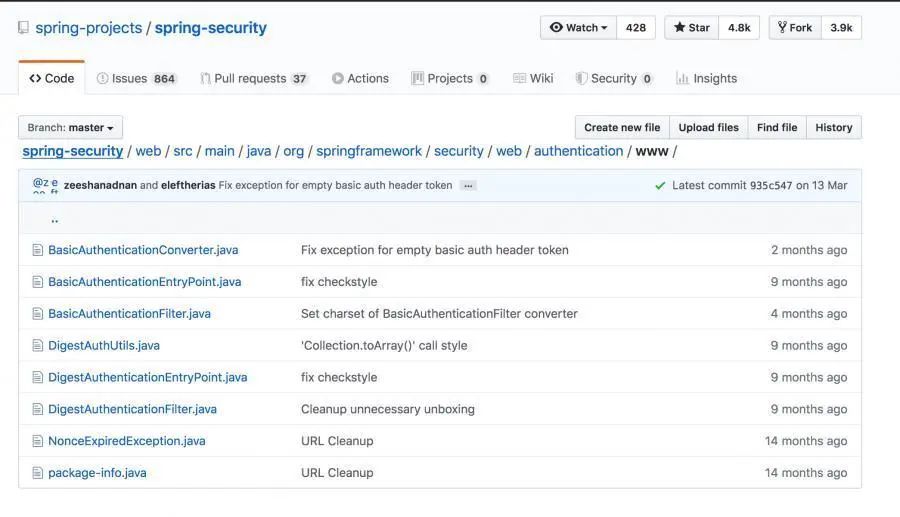 spring-projects / spring-security
Watch 428 Star 4.8k Fork 3.9k
Code Issues 864 Pull requests 37 Actions Projects 0 Wiki Security 0 Insights
Branch: master Create new file Upload files Find file History
spring-security / web / src / main / java / org / springframework / security / web / authentication / www /
zeeshanadnan and eleftherias Fix exception for empty basic auth header token ... Latest commit 935c547 on 13 Mar
..
BasicAuthenticationConverter.java Fix exception for empty basic auth header token 2 months ago
BasicAuthenticationEntryPoint.java fix checkstyle 9 months ago
BasicAuthenticationFilter.java Set charset of BasicAuthenticationFilter converter 4 months ago
DigestAuthUtils.java 'Collection.toArray()' call style 9 months ago
DigestAuthenticationEntryPoint.java fix checkstyle 9 months ago
DigestAuthenticationFilter.java Cleanup unnecessary unboxing 9 months ago
NonceExpiredException.java URL Cleanup 14 months ago
package-info.java URL Cleanup 14 months ago